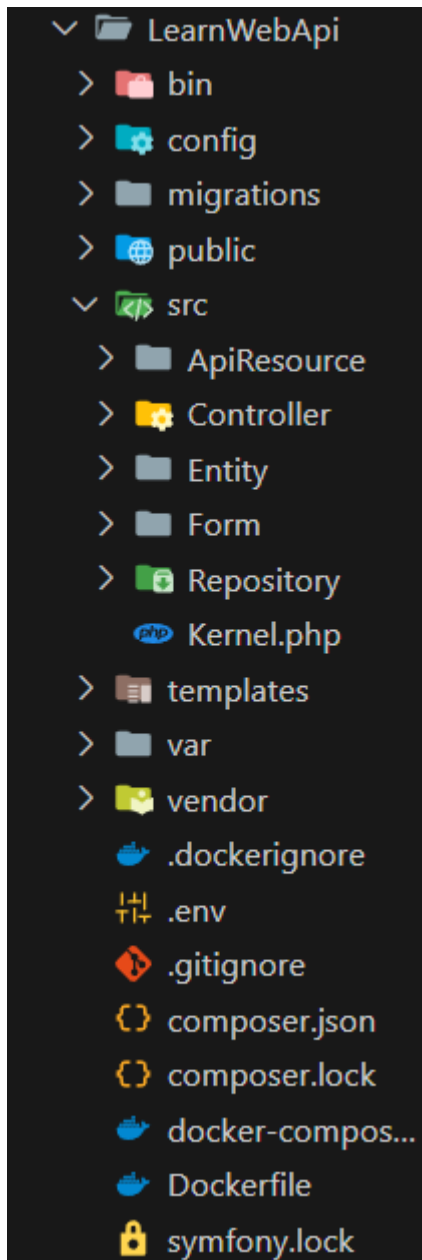 LearnWebApi
bin
config
migrations
public
src
ApiResource
Controller
Entity
Form
Repository
php Kernel.php
templates
var
vendor
.dockerignore
.env
.gitignore
composer.json
composer.lock
docker-compos...
Dockerfile
symfony.lock